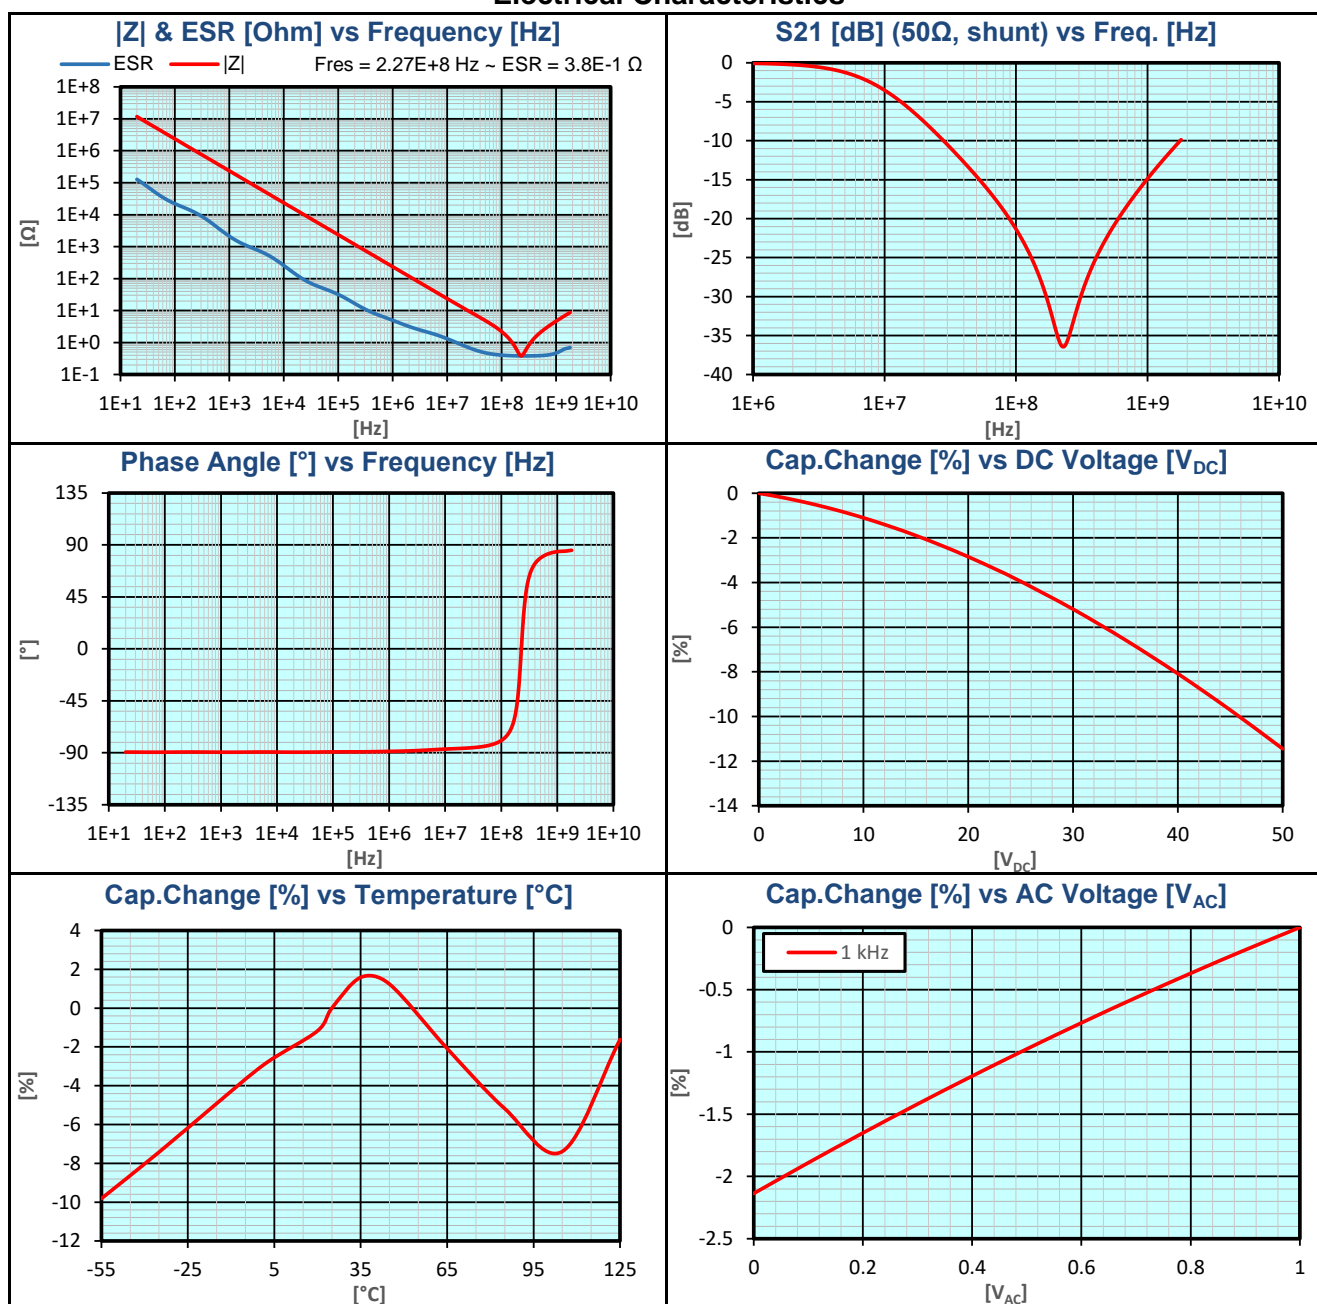 Electrical Characteristics
|Z| & ESR [Ohm] vs Frequency [Hz]
ESR |Z| Fres = 2.27E+8 Hz ~ ESR = 3.8E-1 Ω
1E+8
1E+7
1E+6
1E+5
1E+4
1E+3
1E+2
1E+1
1E+0
1E-1
[Ω]
1E+1 1E+2 1E+3 1E+4 1E+5 1E+6 1E+7 1E+8 1E+9 1E+10
[Hz]
S21 [dB] (50Ω, shunt) vs Freq. [Hz]
0
-5
-10
-15
-20
-25
-30
-35
-40
[dB]
1E+6 1E+7 1E+8 1E+9 1E+10
[Hz]
Phase Angle [°] vs Frequency [Hz]
135
90
45
0
-45
-90
-135
[°]
1E+1 1E+2 1E+3 1E+4 1E+5 1E+6 1E+7 1E+8 1E+9 1E+10
[Hz]
Cap.Change [%] vs DC Voltage [VDC]
0
-2
-4
-6
-8
-10
-12
-14
[%]
0 10 20 30 40 50
[VDC]
Cap.Change [%] vs Temperature [°C]
4
2
0
-2
-4
-6
-8
-10
-12
[%]
-55 -25 5 35 65 95 125
[°C]
Cap.Change [%] vs AC Voltage [VAC]
1 kHz
0
-0.5
-1
-1.5
-2
-2.5
[%]
0 0.2 0.4 0.6 0.8 1
[VAC]